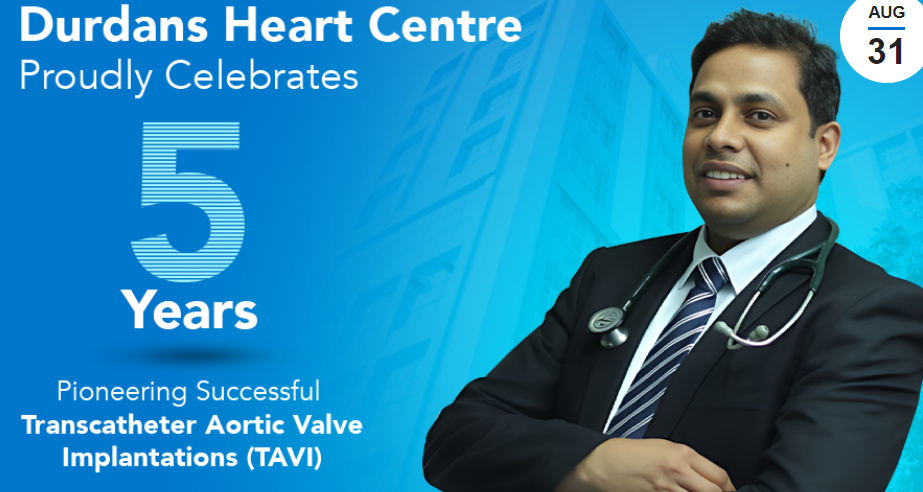 Durdans Heart Centre
Proudly Celebrates
5
Years
Pioneering Successful
Transcatheter Aortic Valve
Implantations (TAVI)
AUG
31